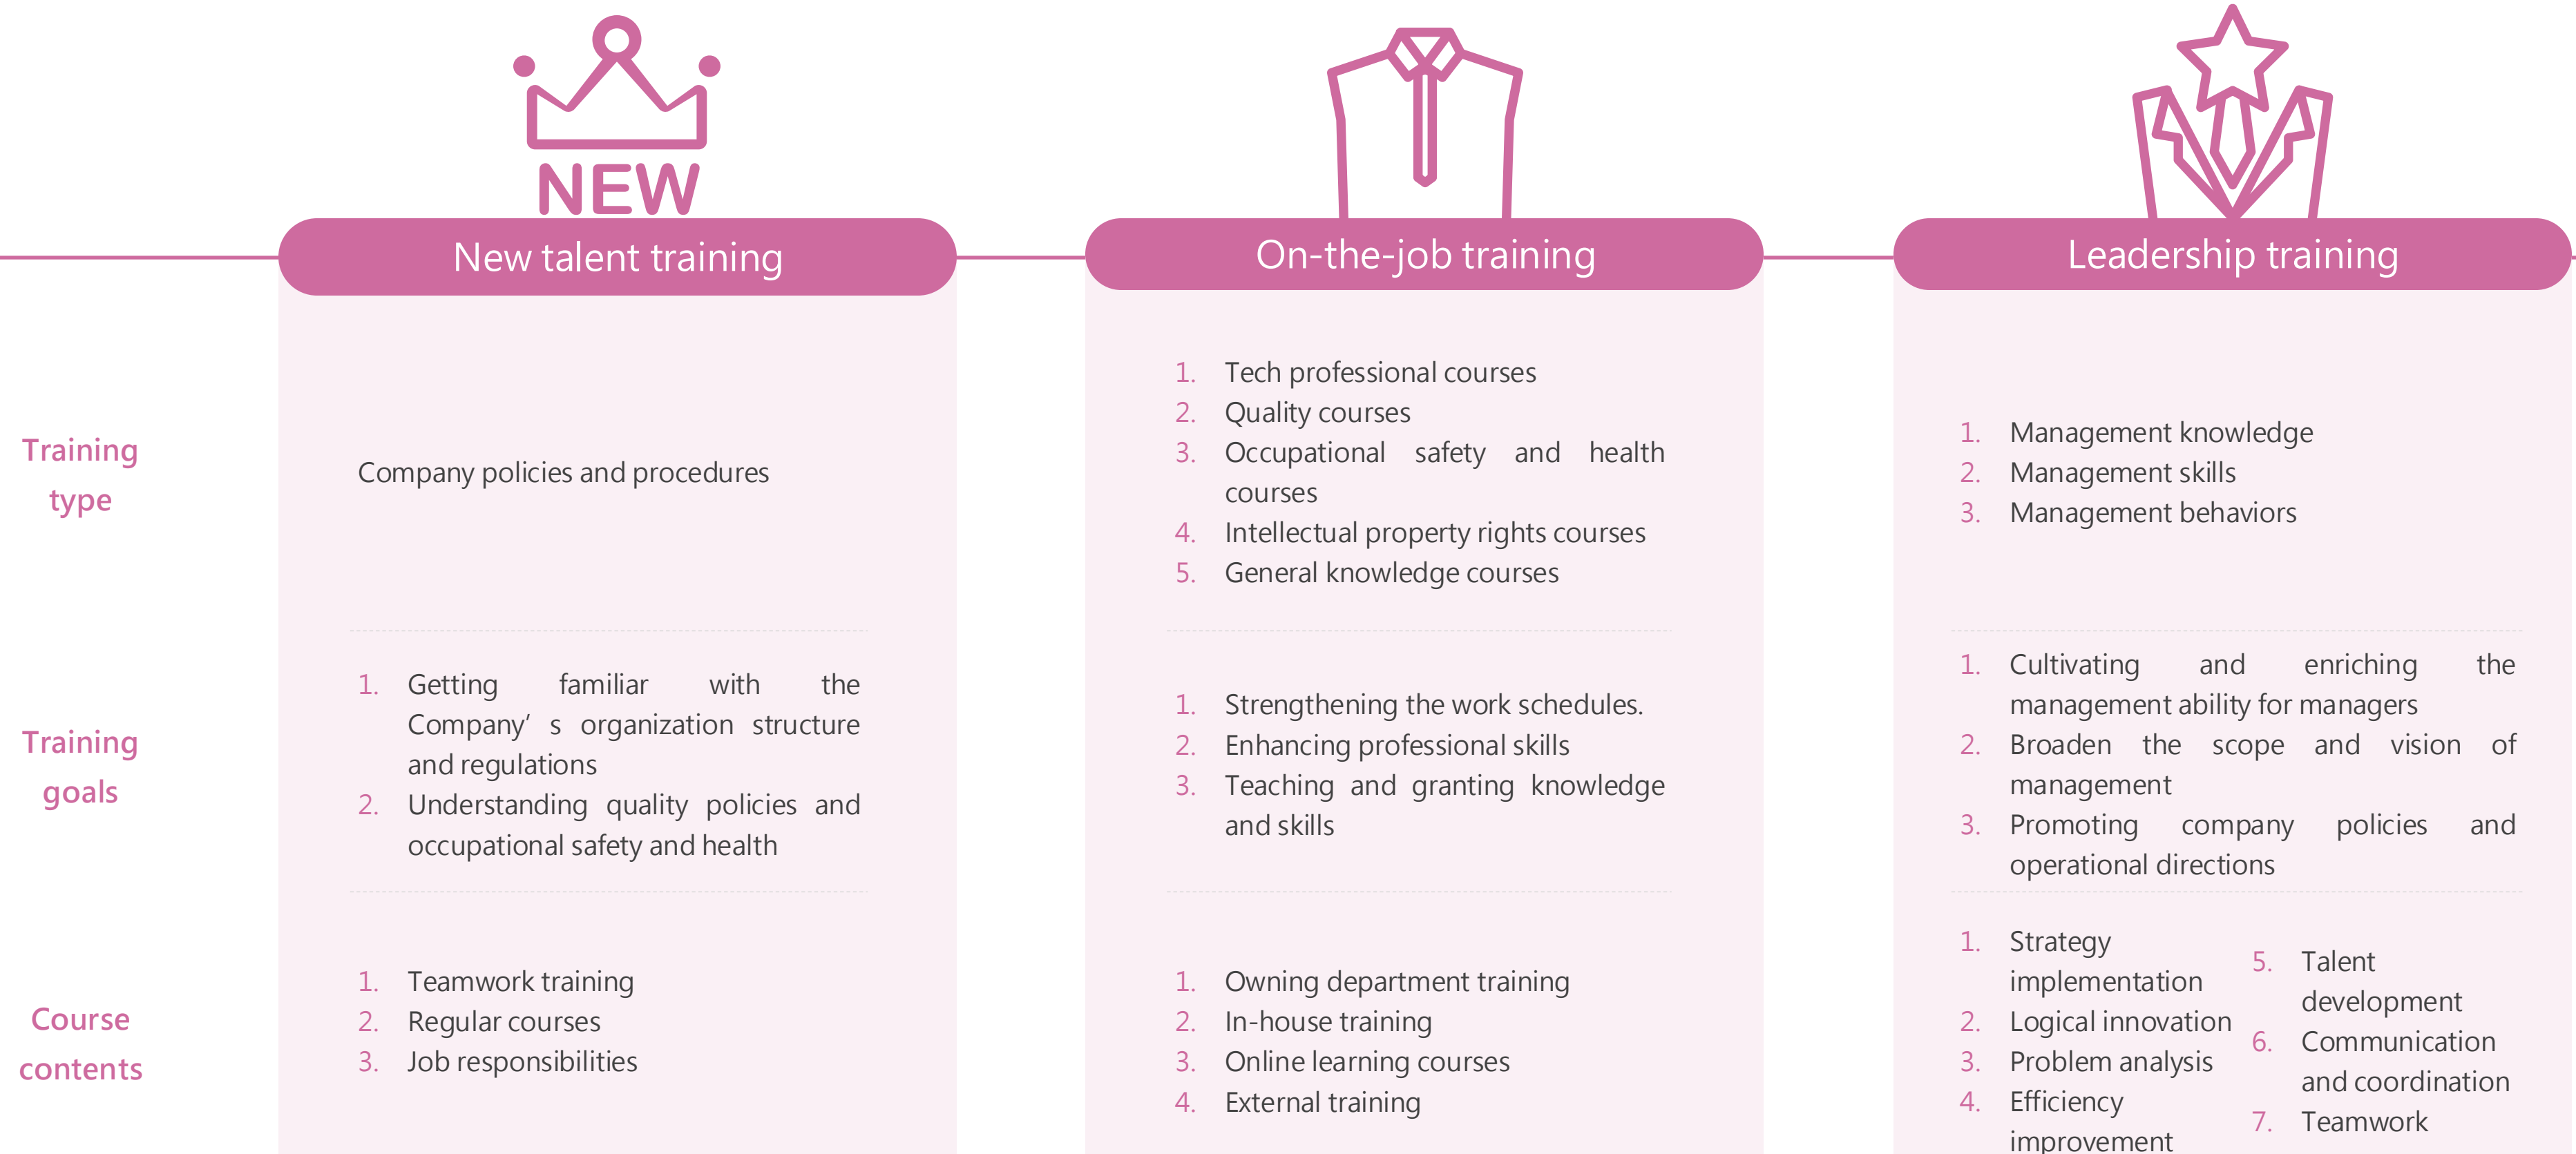 NEW
New talent training
On-the-job training
Leadership training
Training
type
Company policies and procedures
1. Tech professional courses
2. Quality courses
3. Occupational safety and health
courses
4. Intellectual property rights courses
5. General knowledge courses
1. Management knowledge
2. Management skills
3. Management behaviors
Training
goals
1. Getting familiar with the
Company’ s organization structure
and regulations
2. Understanding quality policies and
occupational safety and health
1. Strengthening the work schedules.
2. Enhancing professional skills
3. Teaching and granting knowledge
and skills
1. Cultivating and enriching the
management ability for managers
2. Broaden the scope and vision of
management
3. Promoting company policies and
operational directions
Course
contents
1. Teamwork training
2. Regular courses
3. Job responsibilities
1. Owning department training
2. In-house training
3. Online learning courses
4. External training
1. Strategy
implementation
2. Logical innovation
3. Problem analysis
4. Efficiency
improvement
5. Talent
development
6. Communication
and coordination
7. Teamwork